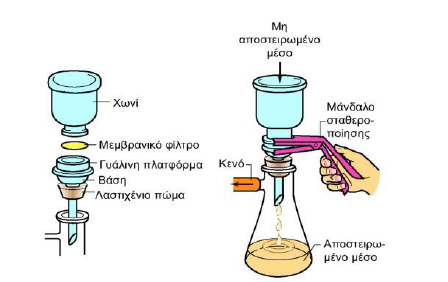 Χωνί
Μεμβρανικό φίλτρο
Γυάλινη πλατφόρμα
Βάση
Λαστιχένιο πώμα
Μη
αποστειρωμένο
μέσο
Μάνδαλο
σταθερο-
ποίησης
Κενό
Αποστειρω-
μένο μέσο